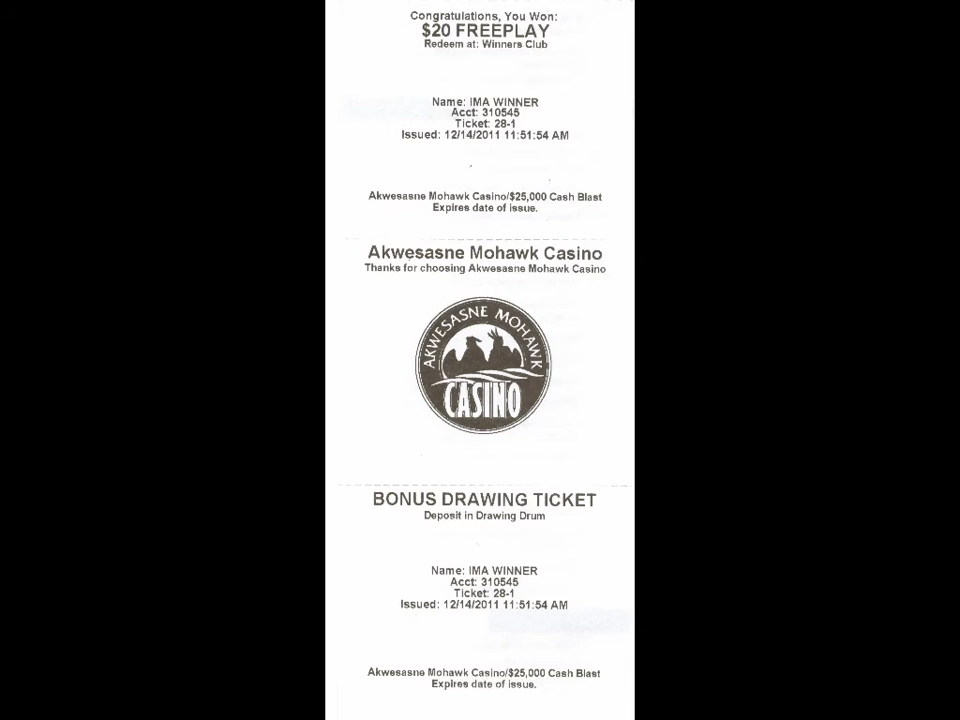 Congratulations, You Won:
$20 FREEPLAY
Redeem at: Winners Club
Name: IMA WINNER
Acct: 310545
Ticket: 28-1
Issued: 12/14/2011 11:51:54 AM
Akwesasne Mohawk Casino/$25,000 Cash Blast
Expires date of issue.
Akwesasne Mohawk Casino
Thanks for choosing Akwesasne Mohawk Casino
AKWESASNE MOHAWK
CASINO
BONUS DRAWING TICKET
Deposit in Drawing Drum
Name: IMA WINNER
Acct: 310545
Ticket: 28-1
Issued: 12/14/2011 11:51:54 AM
Akwesasne Mohawk Casino/$25,000 Cash Blast
Expires date of issue.